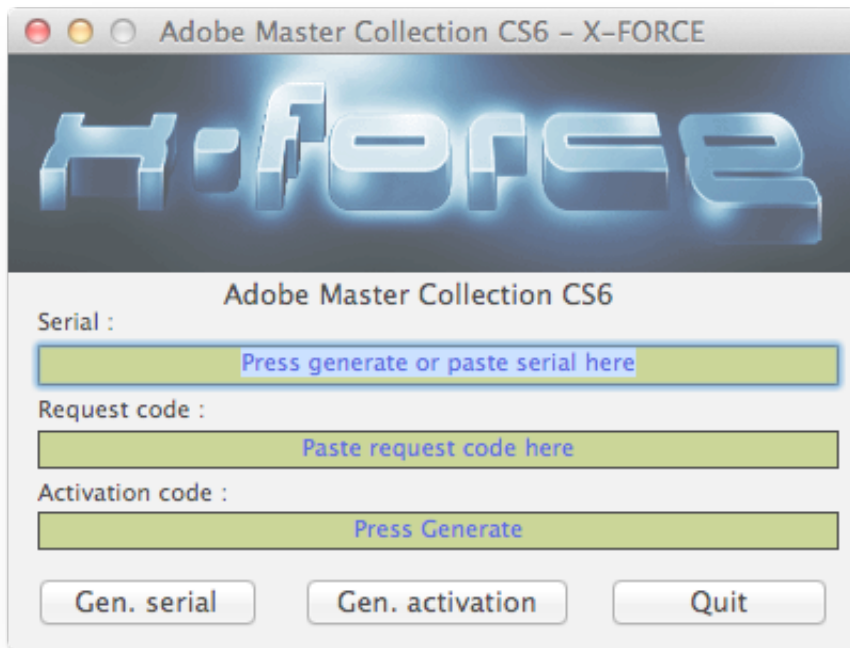 Adobe Master Collection CS6 – X-FORCE
x-force
Adobe Master Collection CS6
Serial :
Press generate or paste serial here
Request code :
Paste request code here
Activation code :
Press Generate
Gen. serial Gen. activation Quit